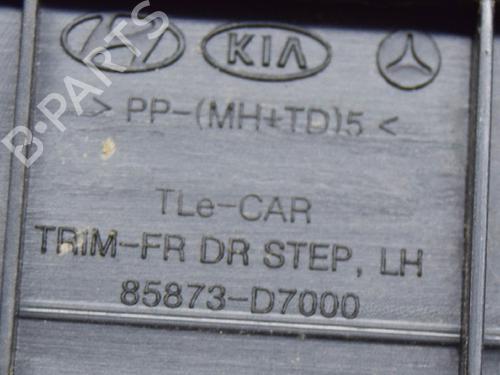 KIA
> PP-(MH+TD)5 <
TLe-CAR
TRIM-FR DR STEP, LH
85873-D7000
B-PARTS